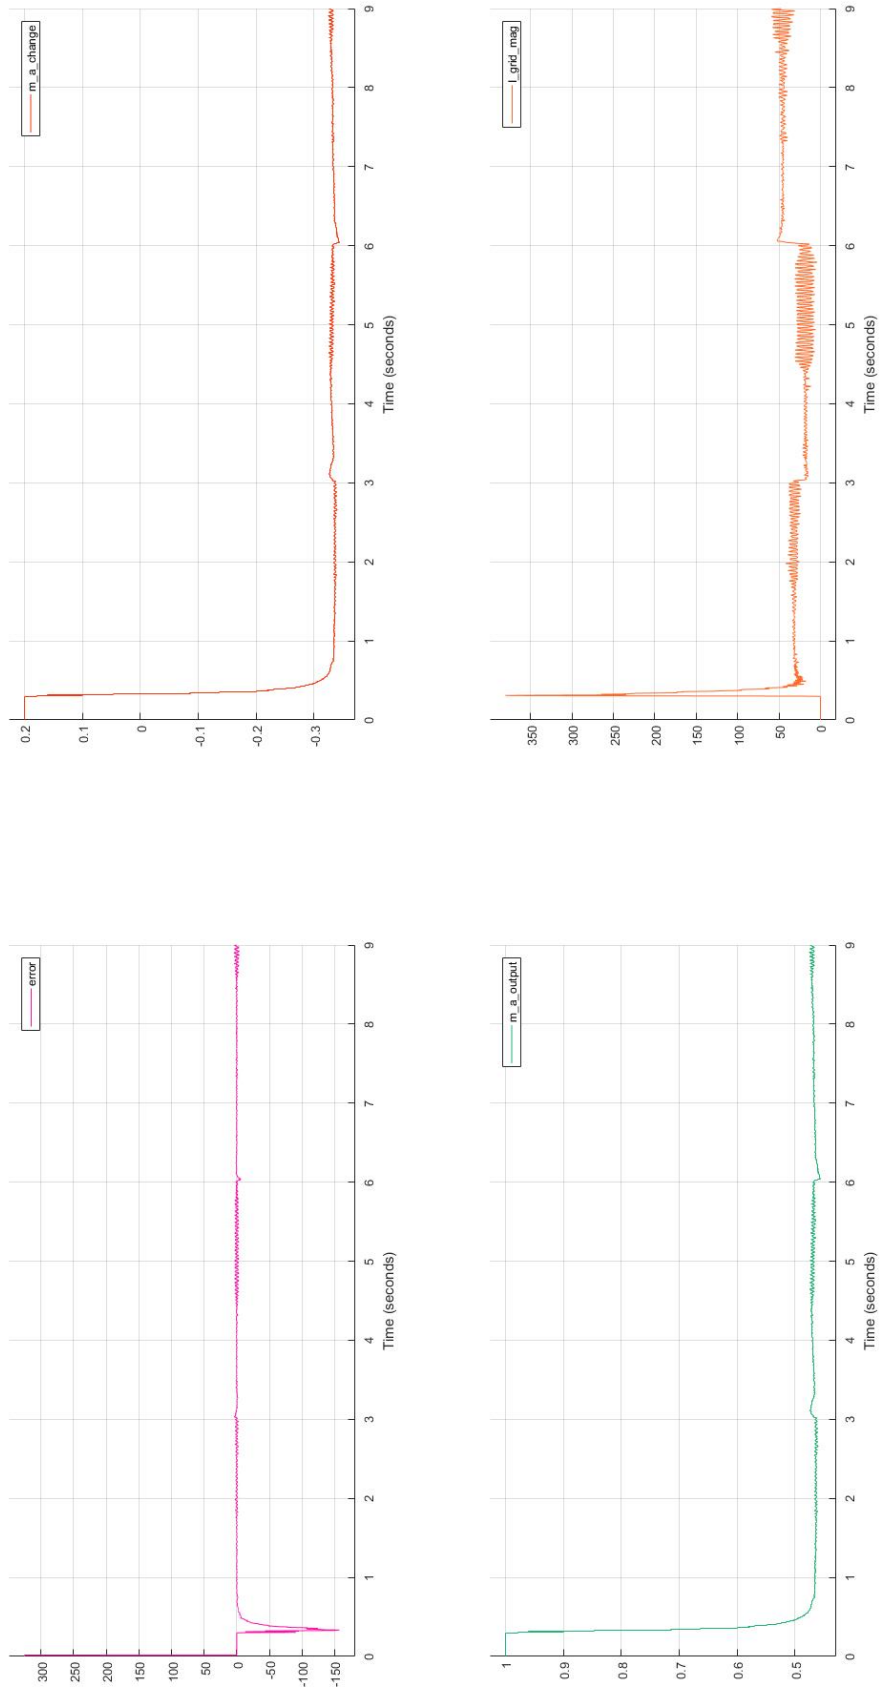 error
300
250
200
150
100
50
0
-50
-100
-150
0 1 2 3 4 5 6 7 8 9
Time (seconds)
m_a_change
0.2
0.1
0
-0.1
-0.2
-0.3
0 1 2 3 4 5 6 7 8 9
Time (seconds)
m_a_output
1
0.9
0.8
0.7
0.6
0.5
0 1 2 3 4 5 6 7 8 9
Time (seconds)
I_grid_mag
350
300
250
200
150
100
50
0
0 1 2 3 4 5 6 7 8 9
Time (seconds)